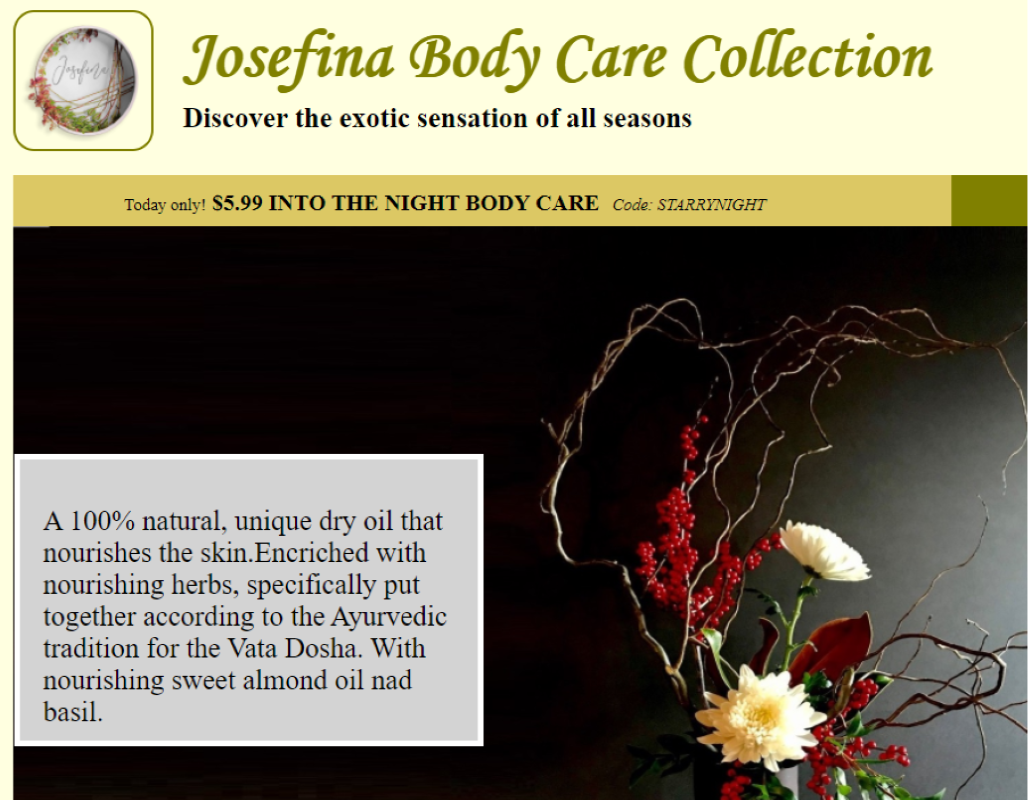 Josefina
Josefina Body Care Collection
Discover the exotic sensation of all seasons
Today only! $5.99 INTO THE NIGHT BODY CARE Code: STARRYNIGHT
A 100% natural, unique dry oil that
nourishes the skin.Encriched with
nourishing herbs, specifically put
together according to the Ayurvedic
tradition for the Vata Dosha. With
nourishing sweet almond oil nad
basil.